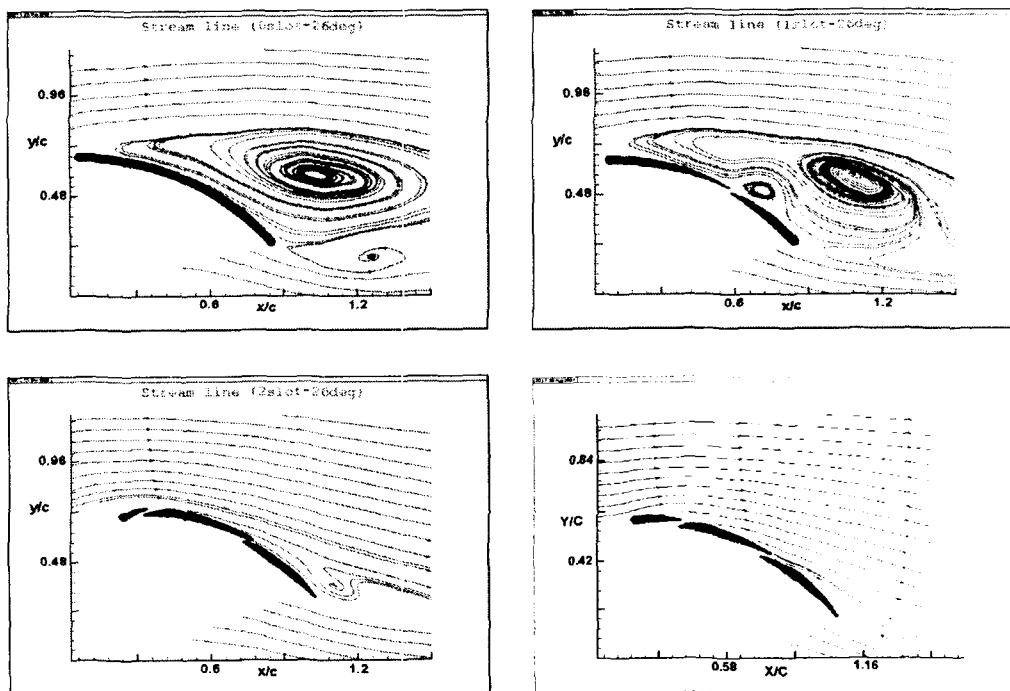 Stream line (0slot-26deg)
0.96
y/c
0.48
0.6
1.2
x/c
Stream line (1slot-26deg)
0.96
y/c
0.48
0.6
1.2
x/c
Stream line (2slot-26deg)
0.96
y/c
0.48
0.6
1.2
x/c
0.84
Y/C
0.42
0.58
1.16
X/C